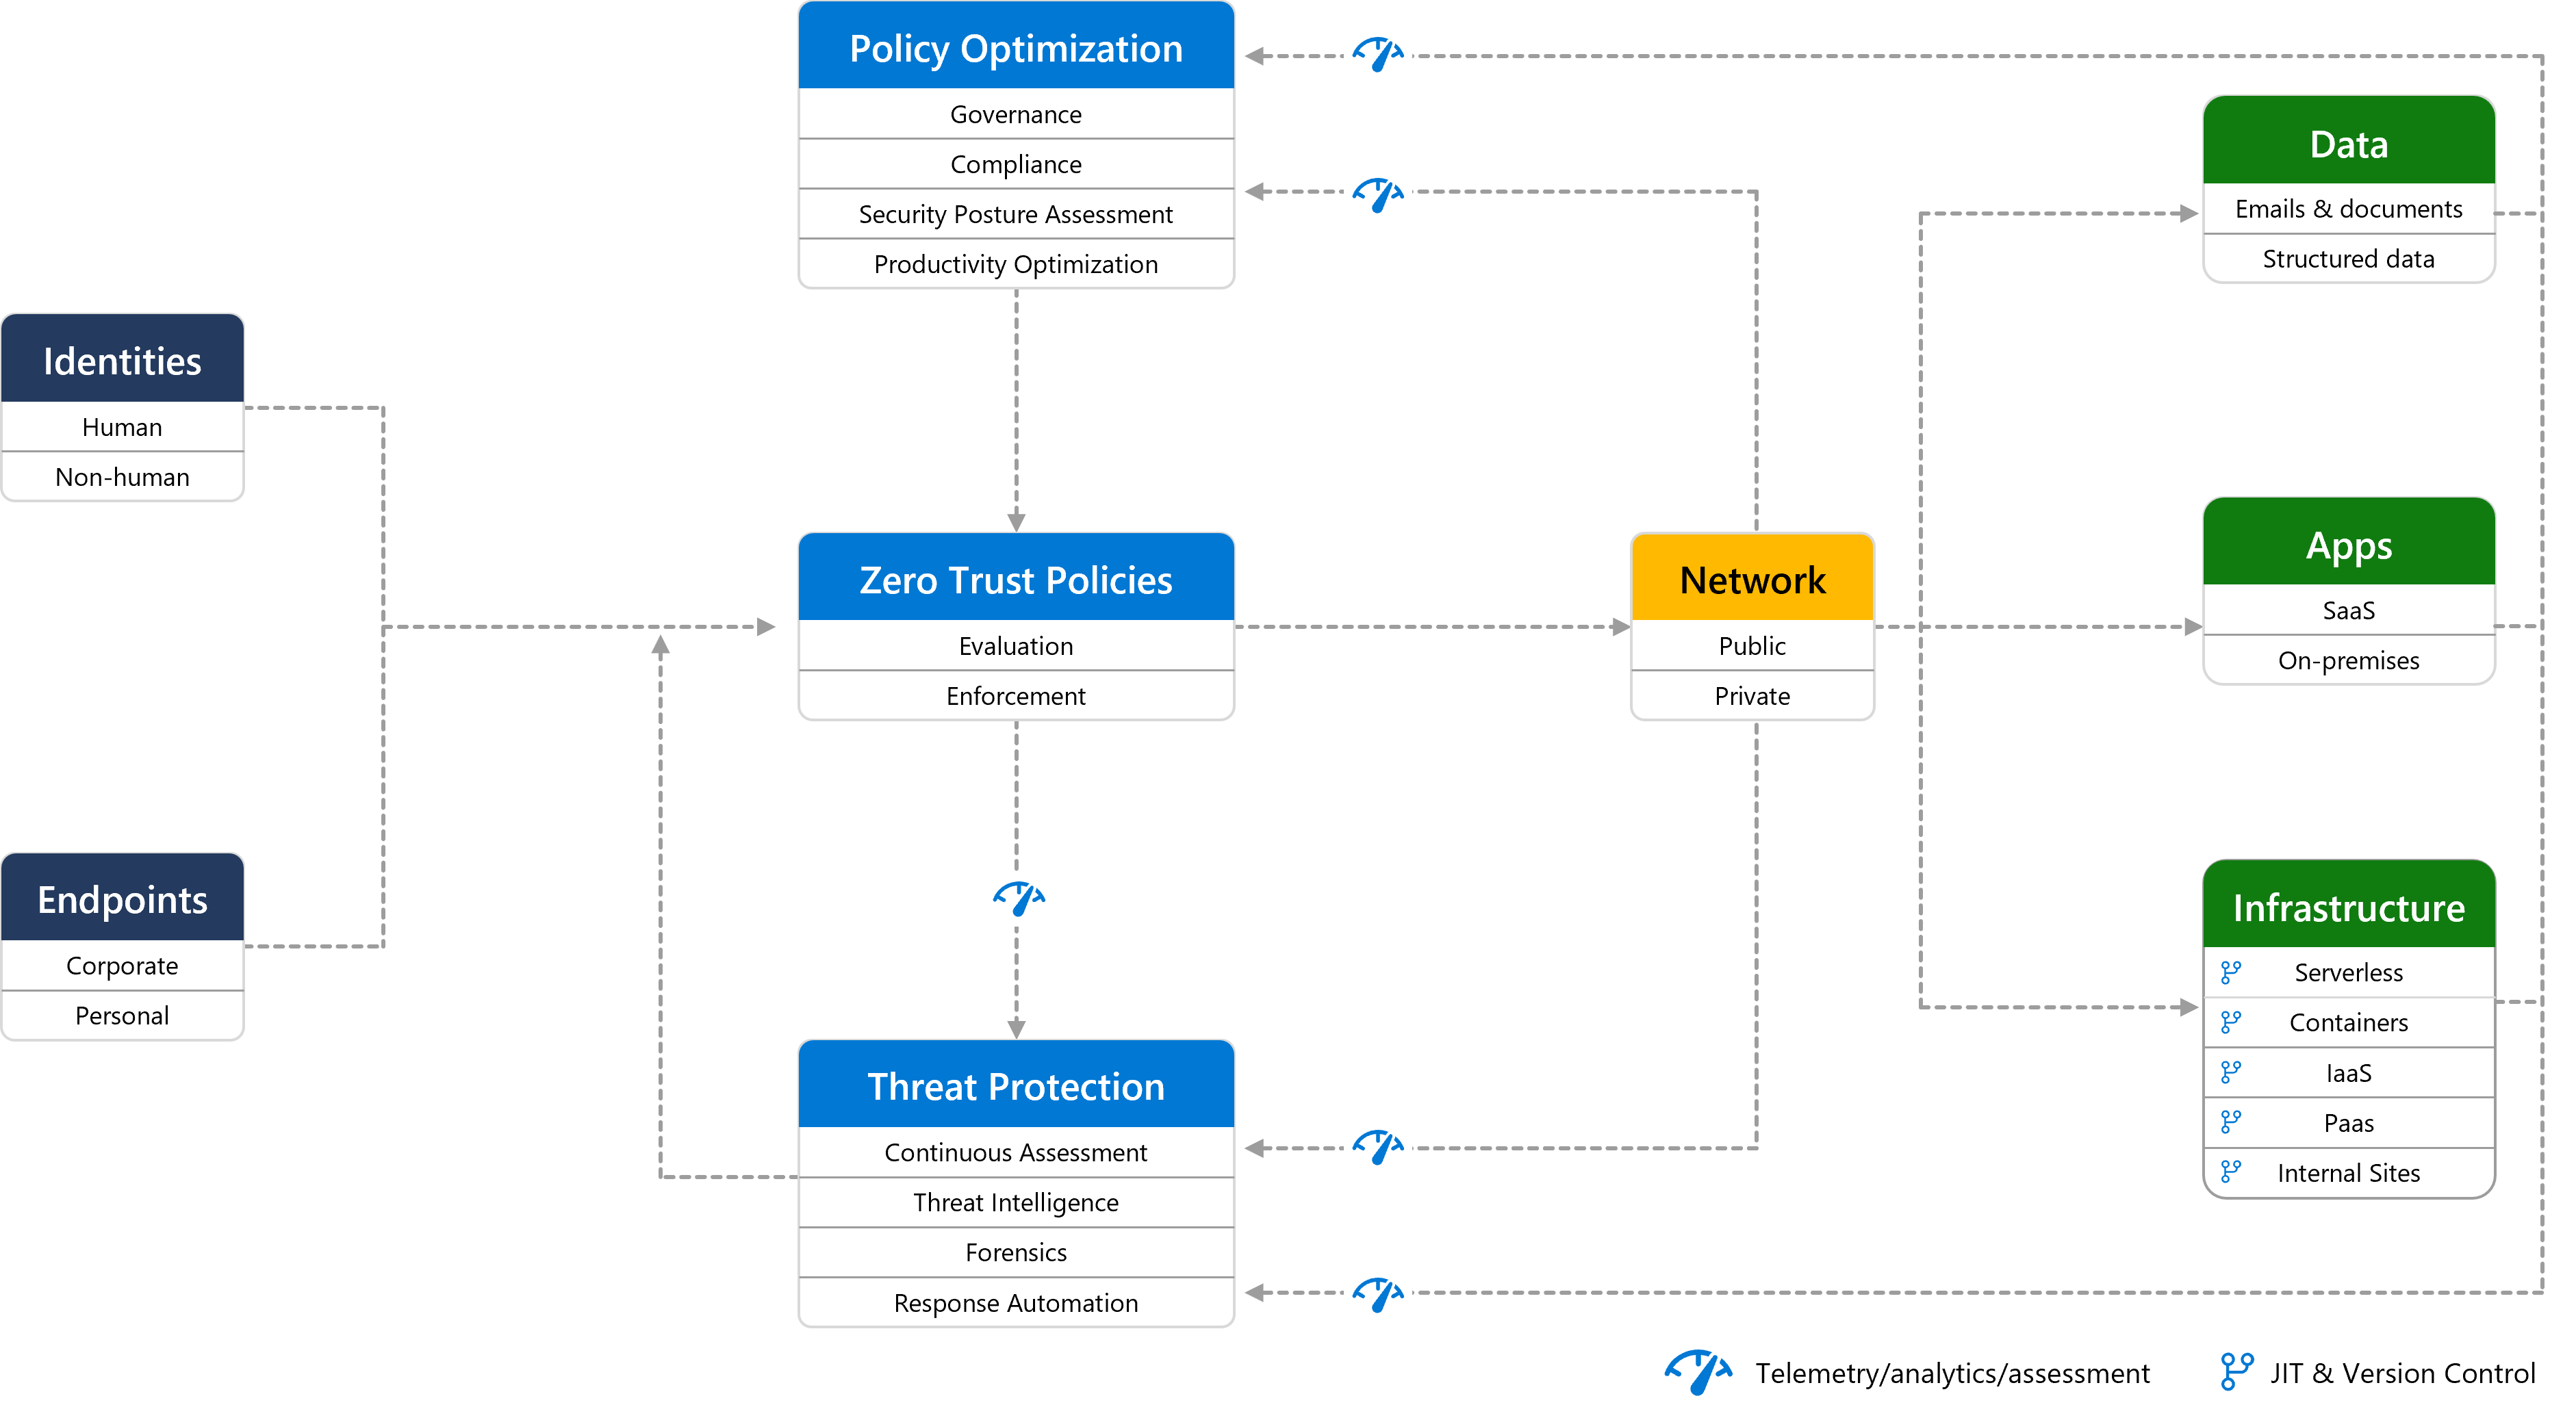 Policy Optimization
Governance
Compliance
Security Posture Assessment
Productivity Optimization
Identities
Human
Non-human
Endpoints
Corporate
Personal
Zero Trust Policies
Evaluation
Enforcement
Threat Protection
Continuous Assessment
Threat Intelligence
Forensics
Response Automation
Network
Public
Private
Data
Emails & documents
Structured data
Apps
SaaS
On-premises
Infrastructure
Serverless
Containers
IaaS
Paas
Internal Sites
Telemetry/analytics/assessment
JIT & Version Control